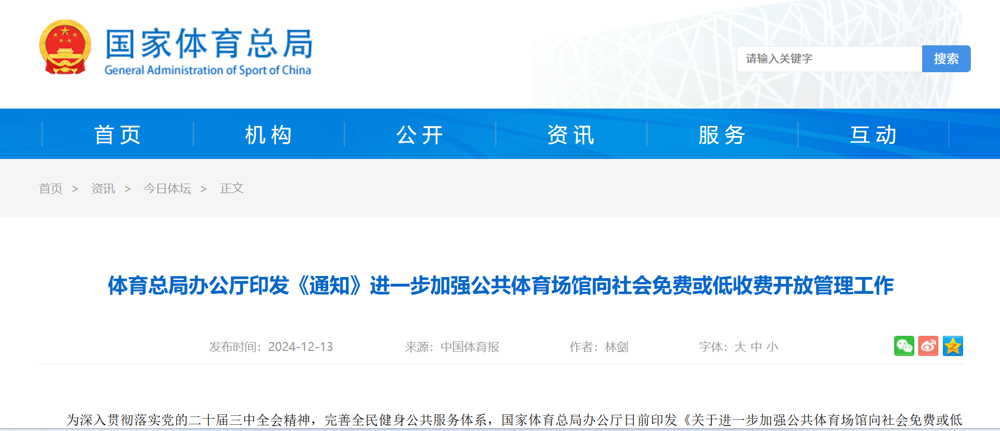 国家体育总局
General Administration of Sport of China
请输入关键字 搜索
首页 机构 公开 资讯 服务 互动
首页 > 资讯 > 今日体坛 > 正文
体育总局办公厅印发《通知》进一步加强公共体育场馆向社会免费或低收费开放管理工作
发布时间：2024-12-13 来源：中国体育报 作者：林剑 字体：大 中 小
为深入贯彻落实党的二十届三中全会精神，完善全民健身公共服务体系，国家体育总局办公厅日前印发《关于进一步加强公共体育场馆向社会免费或低